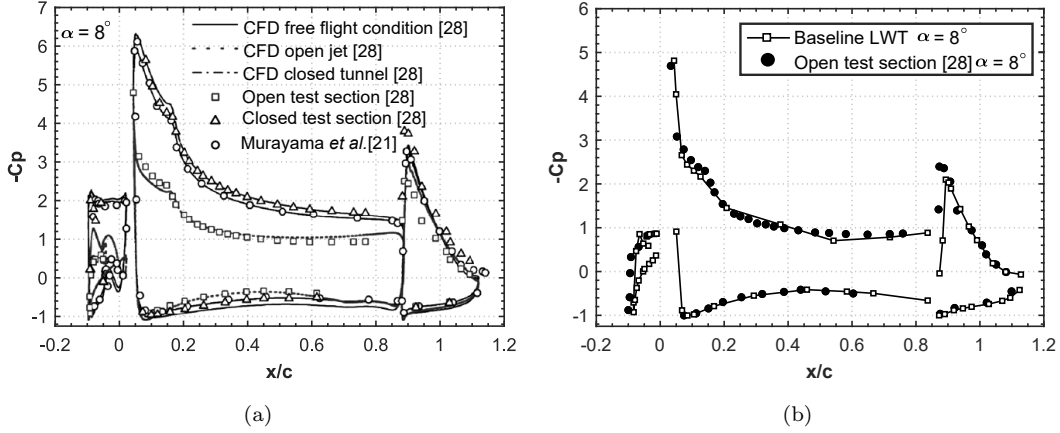 α = 8°
CFD free flight condition [28]
CFD open jet [28]
CFD closed tunnel [28]
Open test section [28]
Closed test section [28]
Murayama et al.[21]
6
5
4
3
2
1
0
-1
-Cp
-0.2 0 0.2 0.4 0.6 0.8 1 1.2
x/c
(a)
Baseline LWT α = 8°
Open test section [28] α = 8°
6
5
4
3
2
1
0
-1
-Cp
-0.2 0 0.2 0.4 0.6 0.8 1 1.2
x/c
(b)